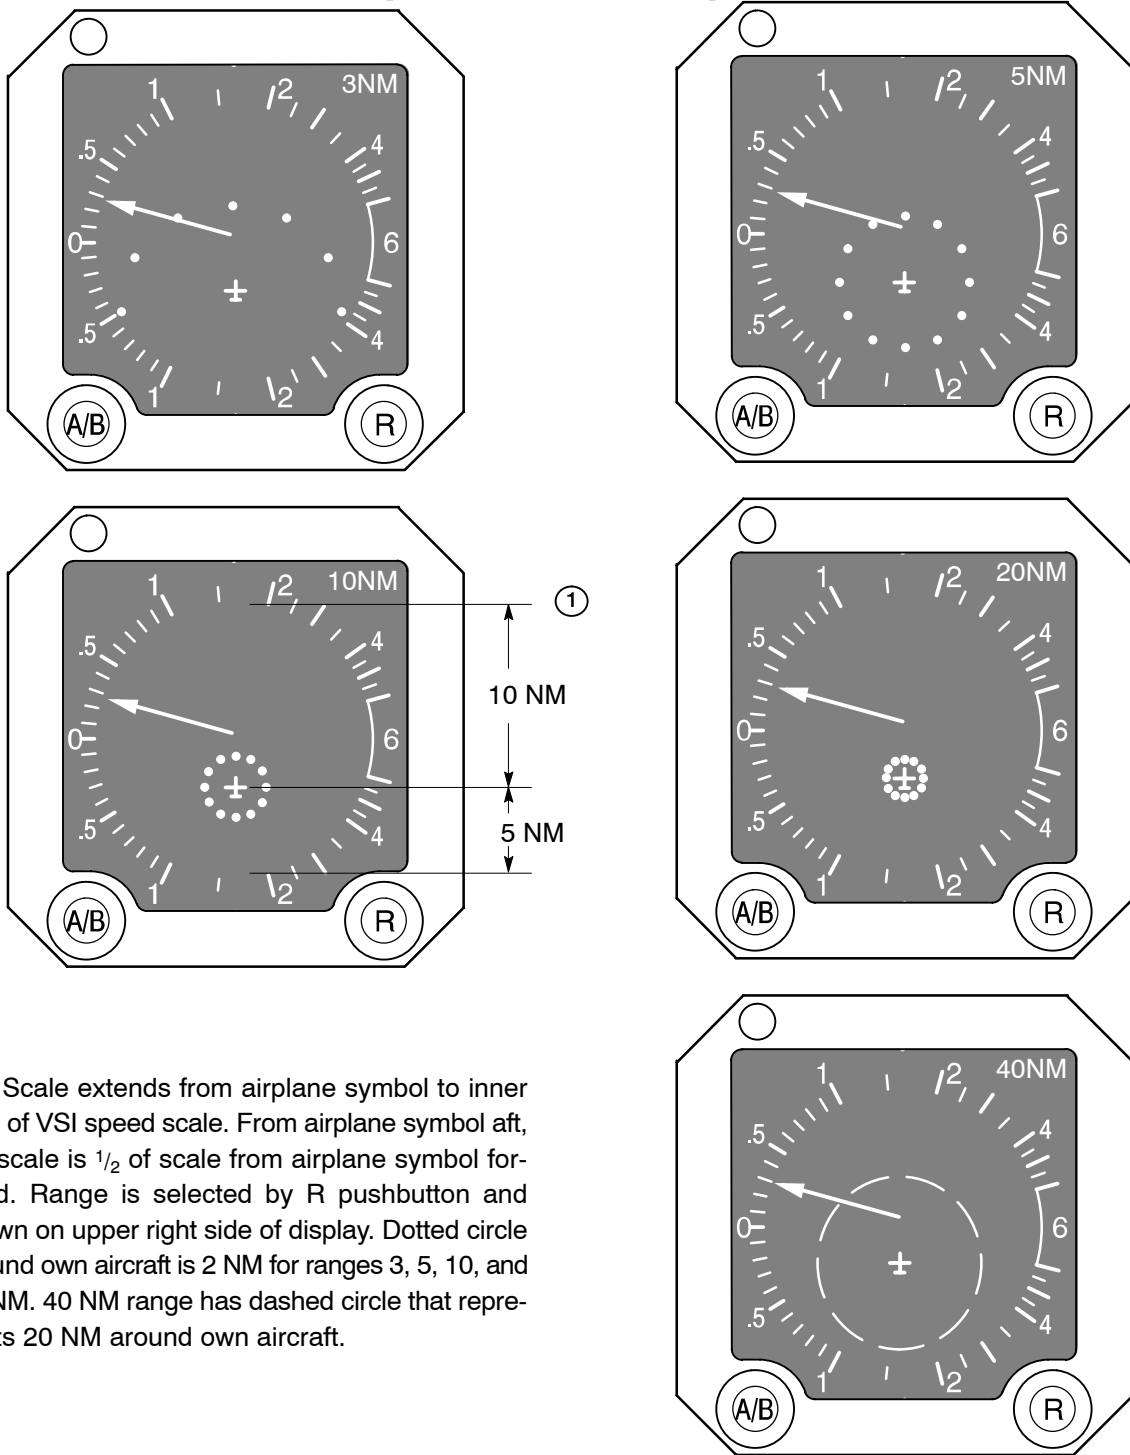 1 2 3NM
.5 4
0 6
.5 4
1 2
A/B R
1 2 5NM
.5 4
0 6
.5 4
1 2
A/B R
1 2 10NM
.5 4
0 6
.5 4
1 2
A/B R
1
10 NM
5 NM
1 2 20NM
.5 4
0 6
.5 4
1 2
A/B R
Scale extends from airplane symbol to inner
of VSI speed scale. From airplane symbol aft,
scale is 1/2 of scale from airplane symbol for-
d. Range is selected by R pushbutton and
wn on upper right side of display. Dotted circle
und own aircraft is 2 NM for ranges 3, 5, 10, and
NM. 40 NM range has dashed circle that repre-
ts 20 NM around own aircraft.
1 2 40NM
.5 4
0 6
.5 4
1 2
A/B R